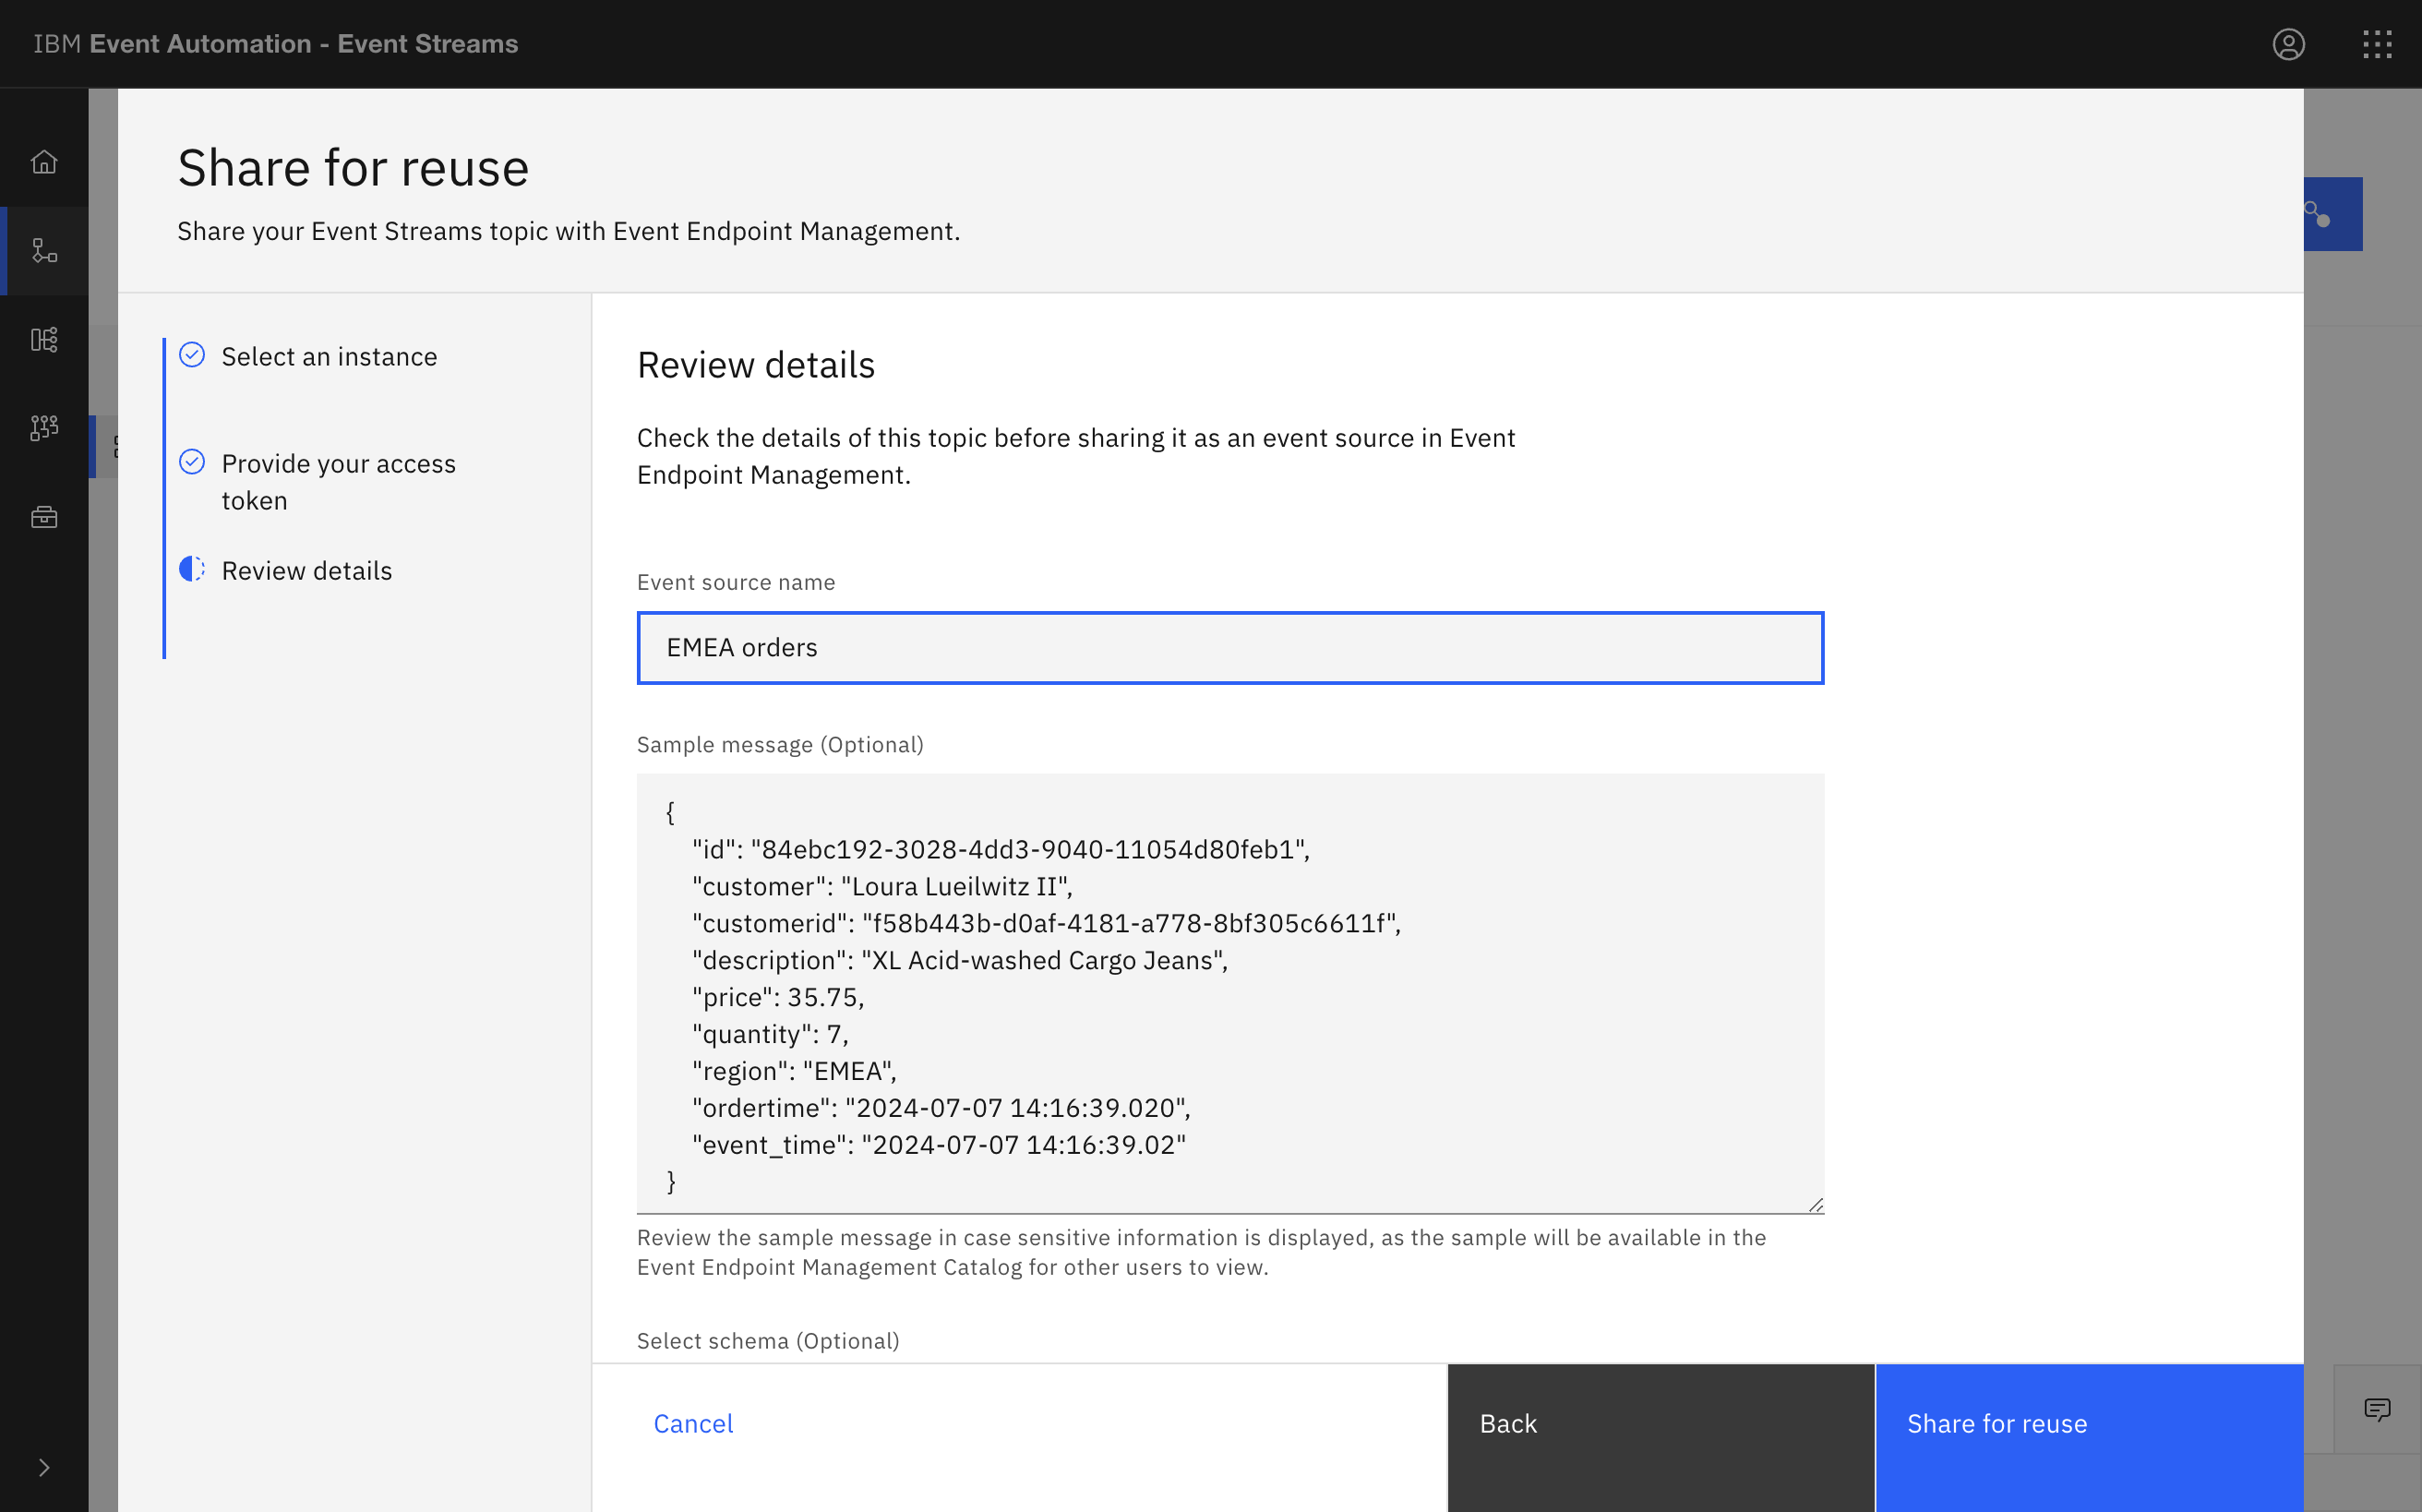 IBM Event Automation - Event Streams
Share for reuse
Share your Event Streams topic with Event Endpoint Management.
Select an instance
Provide your access
token
Review details
Review details
Check the details of this topic before sharing it as an event source in Event
Endpoint Management.
Event source name
EMEA orders
Sample message (Optional)
{
"id": "84ebc192-3028-4dd3-9040-11054d80feb1",
"customer": "Loura Lueilwitz II",
"customerid": "f58b443b-d0af-4181-a778-8bf305c6611f",
"description": "XL Acid-washed Cargo Jeans",
"price": 35.75,
"quantity": 7,
"region": "EMEA",
"ordertime": "2024-07-07 14:16:39.020",
"event_time": "2024-07-07 14:16:39.02"
}
Review the sample message in case sensitive information is displayed, as the sample will be available in the
Event Endpoint Management Catalog for other users to view.
Select schema (Optional)
Cancel
Back
Share for reuse